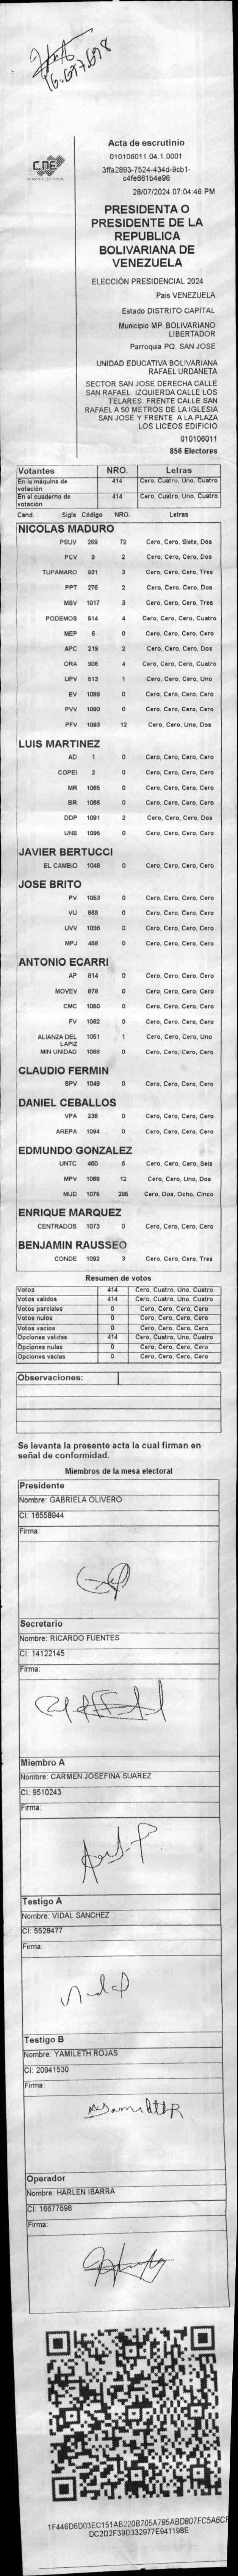 16.677.698
CNE
Acta de escrutinio
010106011.04.1.0001
3ffa2893-7524-434d-9cb1-
c4fe661b4e96
28/07/2024 07:04:46 PM
PRESIDENTA O
PRESIDENTE DE LA
REPUBLICA
BOLIVARIANA DE
VENEZUELA
ELECCIÓN PRESIDENCIAL 2024
Pais VENEZUELA
Estado DISTRITO CAPITAL
Municipio MP. BOLIVARIANO
LIBERTADOR
Parroquia PQ. SAN JOSE
UNIDAD EDUCATIVA BOLIVARIANA
RAFAEL URDANETA
SECTOR SAN JOSE DERECHA CALLE
SAN RAFAEL. IZQUIERDA CALLE LOS
TELARES. FRENTE CALLE SAN
RAFAEL A 50 METROS DE LA IGLESIA
SAN JOSE Y FRENTE A LA PLAZA
LOS LICEOS EDIFICIO
010106011
856 Electores
Votantes NRO. Letras
En la máquina de votación 414 Cero, Cuatro, Uno, Cuatro
En el cuaderno de votación 414 Cero, Cuatro, Uno, Cuatro
Cand. Sigla Código NRO. Letras
NICOLAS MADURO
PSUV 269 72 Cero, Cero, Siete, Dos
PCV 9 2 Cero, Cero, Cero, Dos
TUPAMARO 931 3 Cero, Cero, Cero, Tres
PPT 276 2 Cero, Cero, Cero, Dos
MSV 1017 3 Cero, Cero, Cero, Tres
PODEMOS 514 4 Cero, Cero, Cero, Cuatro
MEP 6 0 Cero, Cero, Cero, Cero
APC 219 2 Cero, Cero, Cero, Dos
ORA 906 4 Cero, Cero, Cero, Cuatro
UPV 513 1 Cero, Cero, Cero, Uno
EV 1089 0 Cero, Cero, Cero, Cero
PVV 1090 0 Cero, Cero, Cero, Cero
PFV 1093 12 Cero, Cero, Uno, Dos
LUIS MARTINEZ
AD 1 0 Cero, Cero, Cero, Cero
COPEI 2 0 Cero, Cero, Cero, Cero
MR 1065 0 Cero, Cero, Cero, Cero
BR 1086 0 Cero, Cero, Cero, Cero
DDP 1091 2 Cero, Cero, Cero, Dos
UNE 1095 0 Cero, Cero, Cero, Cero
JAVIER BERTUCCI
EL CAMBIO 1048 0 Cero, Cero, Cero, Cero
JOSE BRITO
PV 1053 0 Cero, Cero, Cero, Cero
VU 868 0 Cero, Cero, Cero, Cero
UVV 1096 0 Cero, Cero, Cero, Cero
MPJ 468 0 Cero, Cero, Cero, Cero
ANTONIO ECARRI
AP 814 0 Cero, Cero, Cero, Cero
MOVEV 878 0 Cero, Cero, Cero, Cero
CMC 1060 0 Cero, Cero, Cero, Cero
FV 1062 0 Cero, Cero, Cero, Cero
ALIANZA DEL LAPIZ 1051 1 Cero, Cero, Cero, Uno
MIN UNIDAD 1088 0 Cero, Cero, Cero, Cero
CLAUDIO FERMIN
SPV 1049 0 Cero, Cero, Cero, Cero
DANIEL CEBALLOS
VPA 236 0 Cero, Cero, Cero, Cero
AREPA 1094 0 Cero, Cero, Cero, Cero
EDMUNDO GONZALEZ
UNTC 460 6 Cero, Cero, Cero, Seis
MPV 1069 12 Cero, Cero, Uno, Dos
MUD 1075 285 Cero, Dos, Ocho, Cinco
ENRIQUE MARQUEZ
CENTRADOS 1073 0 Cero, Cero, Cero, Cero
BENJAMIN RAUSSEO
CONDE 1092 3 Cero, Cero, Cero, Tres
Resumen de votos
Votos 414 Cero, Cuatro, Uno, Cuatro
Votos validos 414 Cero, Cuatro, Uno, Cuatro
Votos parciales 0 Cero, Cero, Cero, Cero
Votos nulos 0 Cero, Cero, Cero, Cero
Votos vacios 0 Cero, Cero, Cero, Cero
Opciones validas 414 Cero, Cuatro, Uno, Cuatro
Opciones nulas 0 Cero, Cero, Cero, Cero
Opciones vacias 0 Cero, Cero, Cero, Cero
Observaciones:
Se levanta la presente acta la cual firman en
señal de conformidad.
Miembros de la mesa electoral
Presidente
Nombre: GABRIELA OLIVERO
CI: 16558944
Firma:
Secretario
Nombre: RICARDO FUENTES
CI: 14122145
Firma:
Miembro A
Nombre: CARMEN JOSEFINA SUAREZ
CI: 9510243
Firma:
Testigo A
Nombre: VIDAL SANCHEZ
CI: 5528477
Firma:
Vidal
Testigo B
Nombre: YAMILETH ROJAS
CI: 20941530
Firma:
YamilethR
Operador
Nombre: HARLEN IBARRA
CI: 16677698
Firma:
1F446D6D03EC151AB220B705A785ABD807FC5A6CF
DC2D2F39D332977E941198E